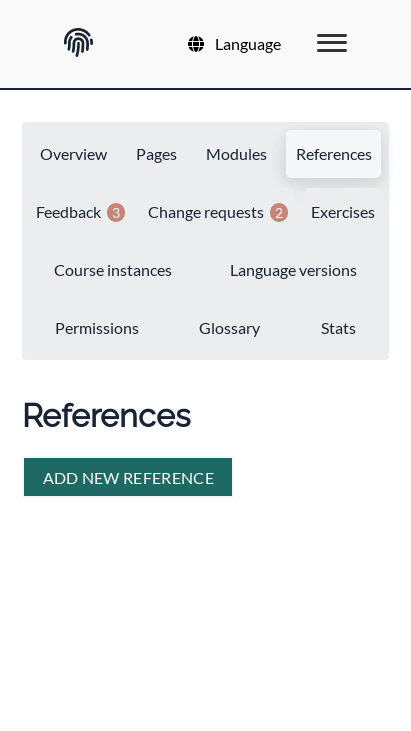 Language
Overview Pages Modules References
Feedback 3 Change requests 2 Exercises
Course instances Language versions
Permissions Glossary Stats
References
ADD NEW REFERENCE